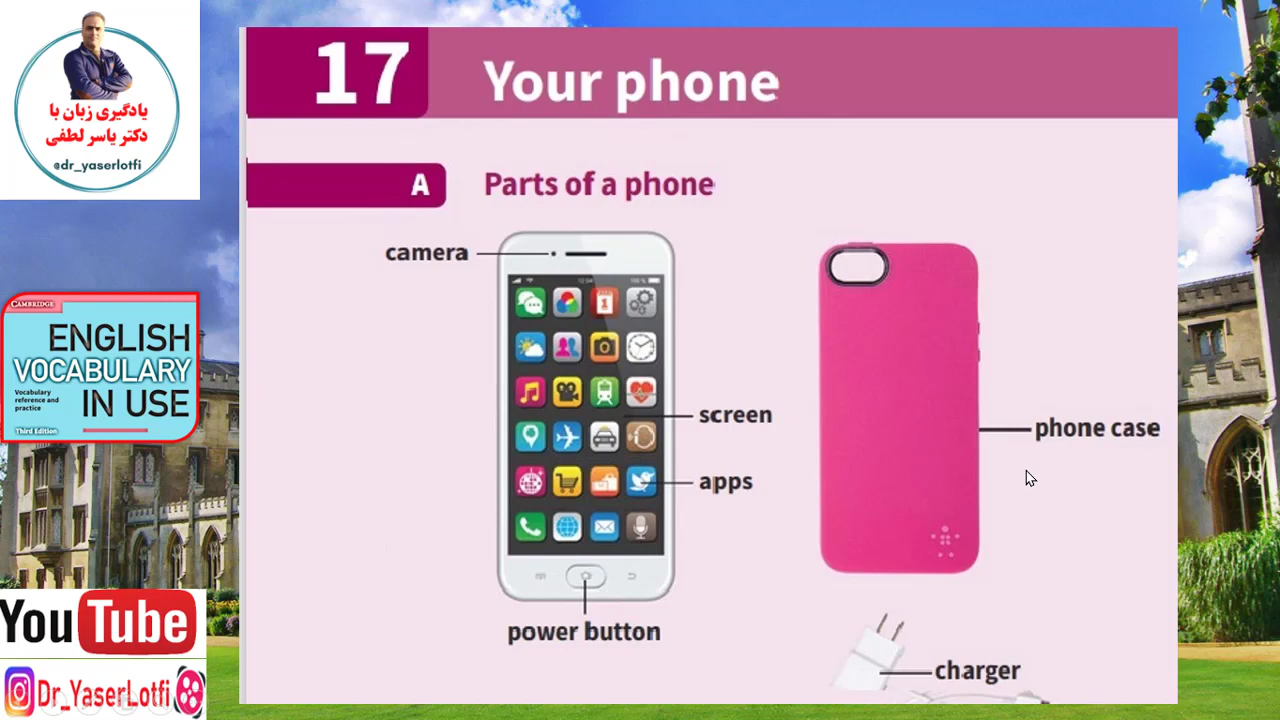 یادگیری زبان با
دکتر یاسر لطفی
@dr_yaserlotfi
17 Your phone
A Parts of a phone
camera
screen
apps
power button
phone case
charger
CAMBRIDGE
ENGLISH
VOCABULARY
IN USE
Vocabulary
reference and
practice
Third Edition
YouTube
Dr_YaserLotfi